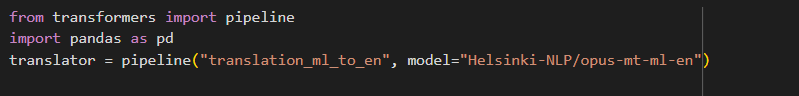 from transformers import pipeline
import pandas as pd
translator = pipeline("translation_ml_to_en", model="Helsinki-NLP/opus-mt-ml-en")